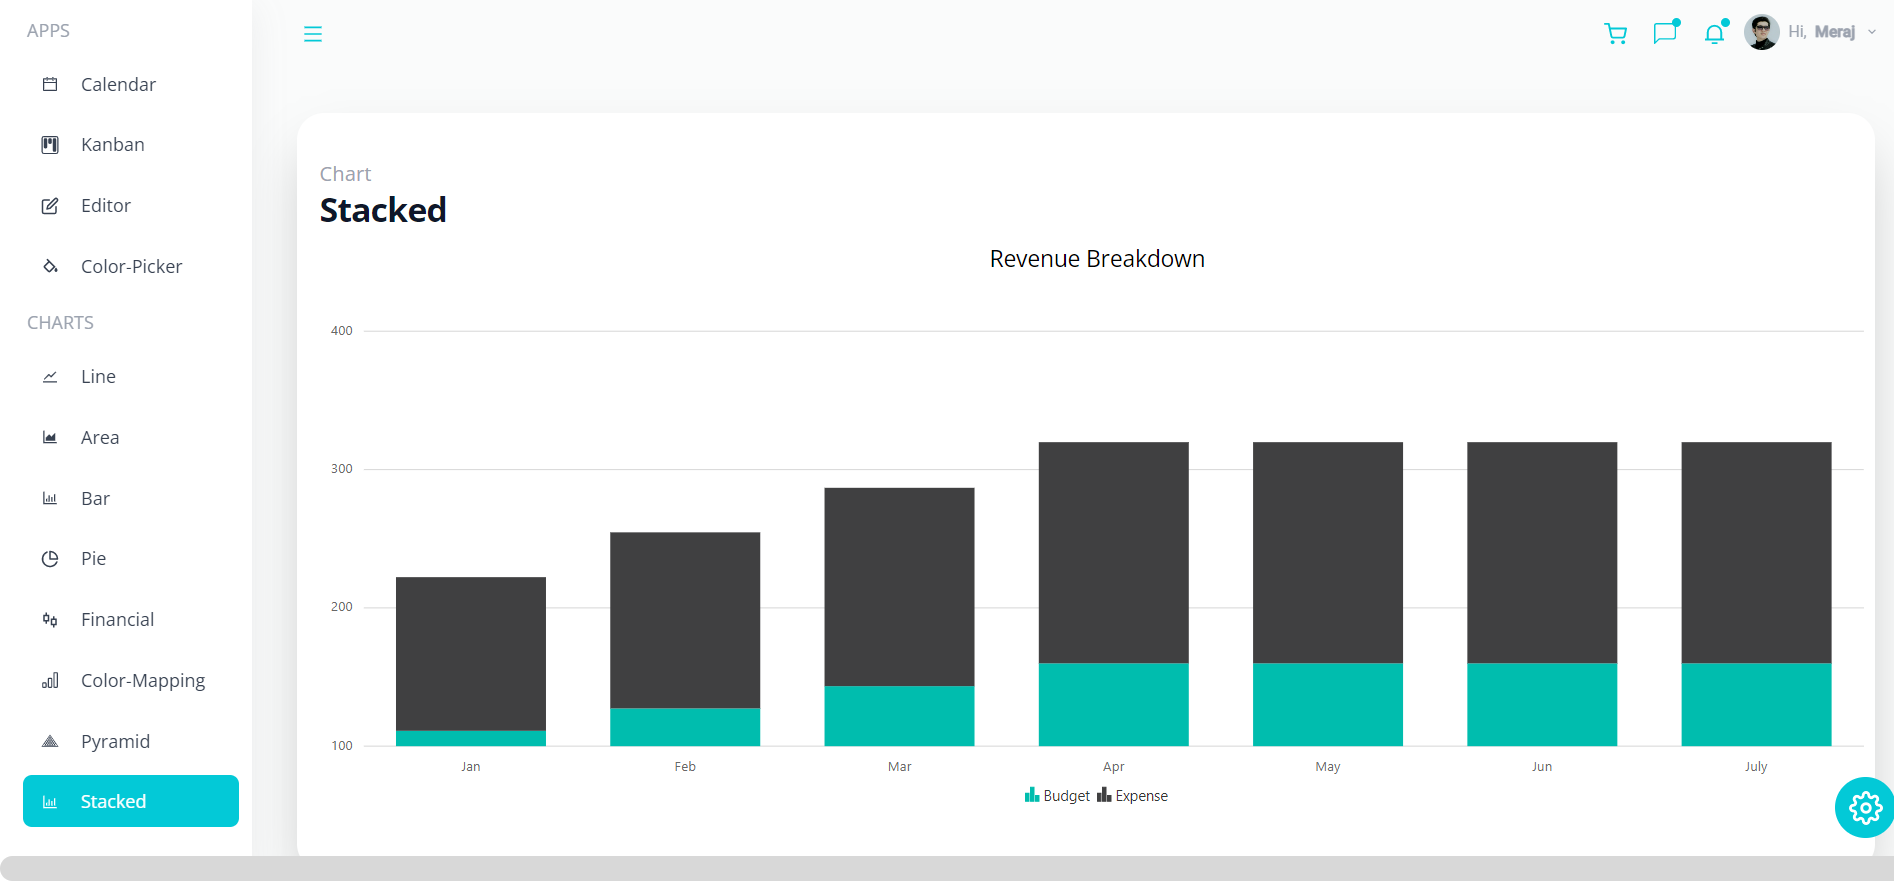 APPS
Calendar
Kanban
Editor
Color-Picker
CHARTS
Line
Area
Bar
Pie
Financial
Color-Mapping
Pyramid
Stacked
Hi, Meraj
Chart
Stacked
Revenue Breakdown
400
300
200
100
Jan Feb Mar Apr May Jun July
Budget Expense